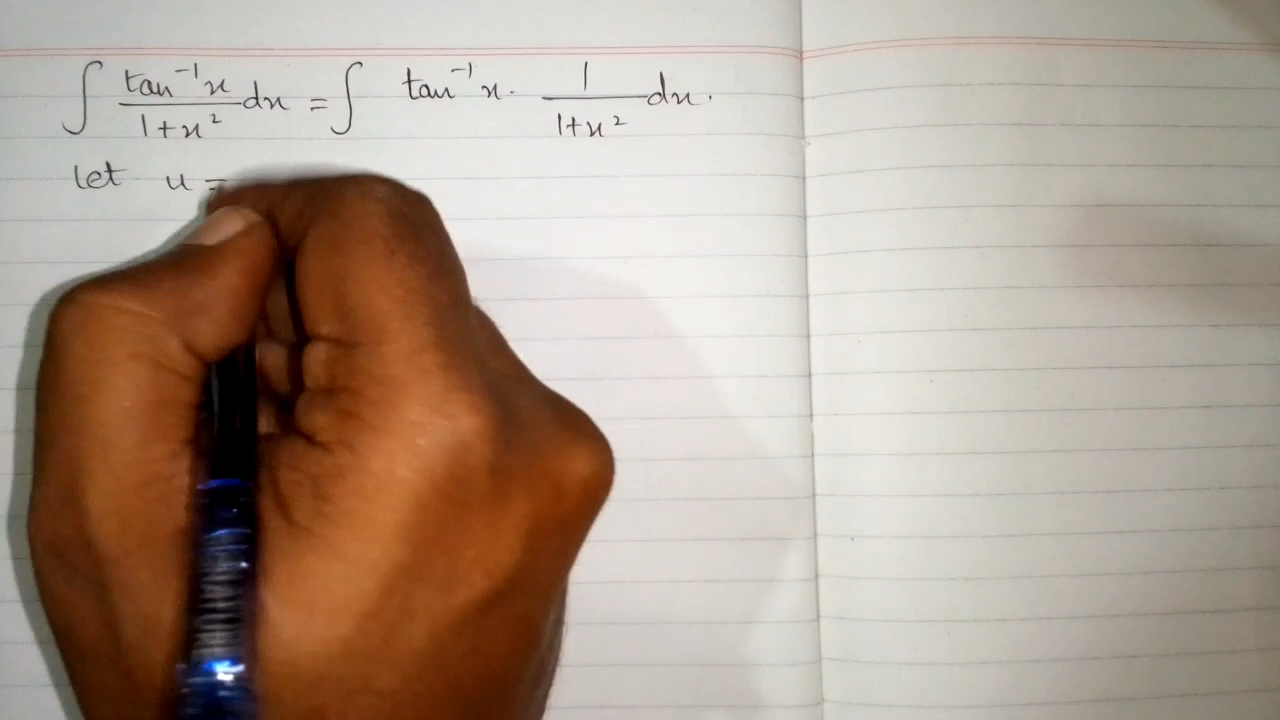 ∫ tan⁻¹x / 1+x² dx = ∫ tan⁻¹x · 1 / 1+x² dx.
let u =